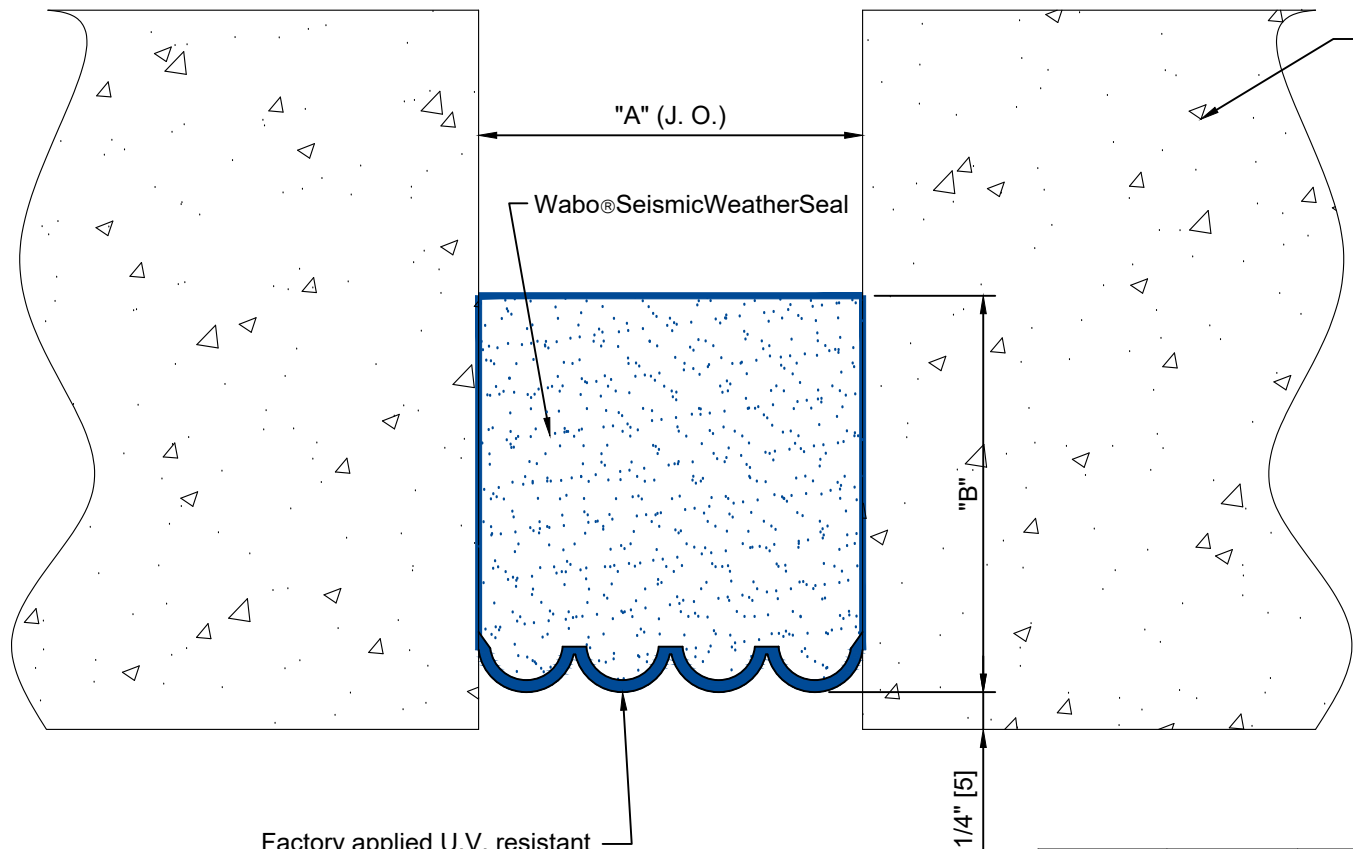 "A" (J. O.)
Wabo®SeismicWeatherSeal
"B"
1/4" [5]
Factory applied U.V. resistant